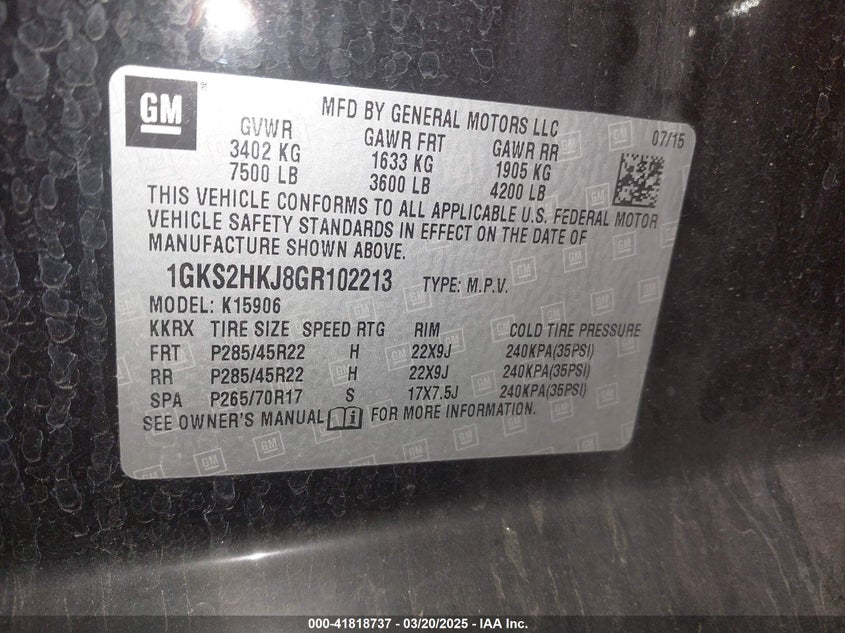 GM
MFD BY GENERAL MOTORS LLC
07/15
GVWR GAWR FRT GAWR RR
3402 KG 1633 KG 1905 KG
7500 LB 3600 LB 4200 LB
THIS VEHICLE CONFORMS TO ALL APPLICABLE U.S. FEDERAL MOTOR
VEHICLE SAFETY STANDARDS IN EFFECT ON THE DATE OF
MANUFACTURE SHOWN ABOVE.
1GKS2HKJ8GR102213 TYPE: M.P.V.
MODEL: K15906
KKRX TIRE SIZE SPEED RTG RIM COLD TIRE PRESSURE
FRT P285/45R22 H 22X9J 240KPA(35PSI)
RR P285/45R22 H 22X9J 240KPA(35PSI)
SPA P265/70R17 S 17X7.5J 240KPA(35PSI)
SEE OWNER'S MANUAL FOR MORE INFORMATION.
000-41818737 - 03/20/2025 - IAA Inc.